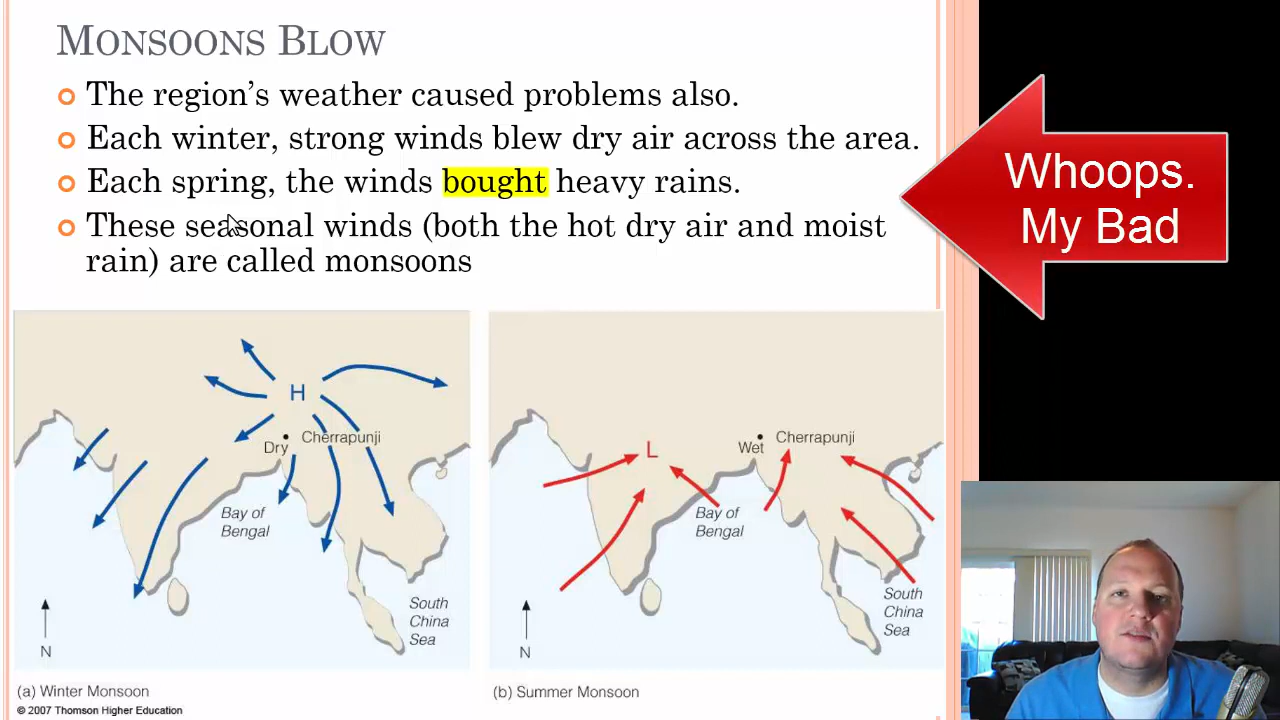 MONSOONS BLOW
The region's weather caused problems also.
Each winter, strong winds blew dry air across the area.
Each spring, the winds bought heavy rains.
These seasonal winds (both the hot dry air and moist
rain) are called monsoons
Whoops.
My Bad
H
Cherrapunji
Dry
Bay of
Bengal
South
China
Sea
N
(a) Winter Monsoon
© 2007 Thomson Higher Education
L
Cherrapunji
Wet
Bay of
Bengal
South
China
Sea
N
(b) Summer Monsoon